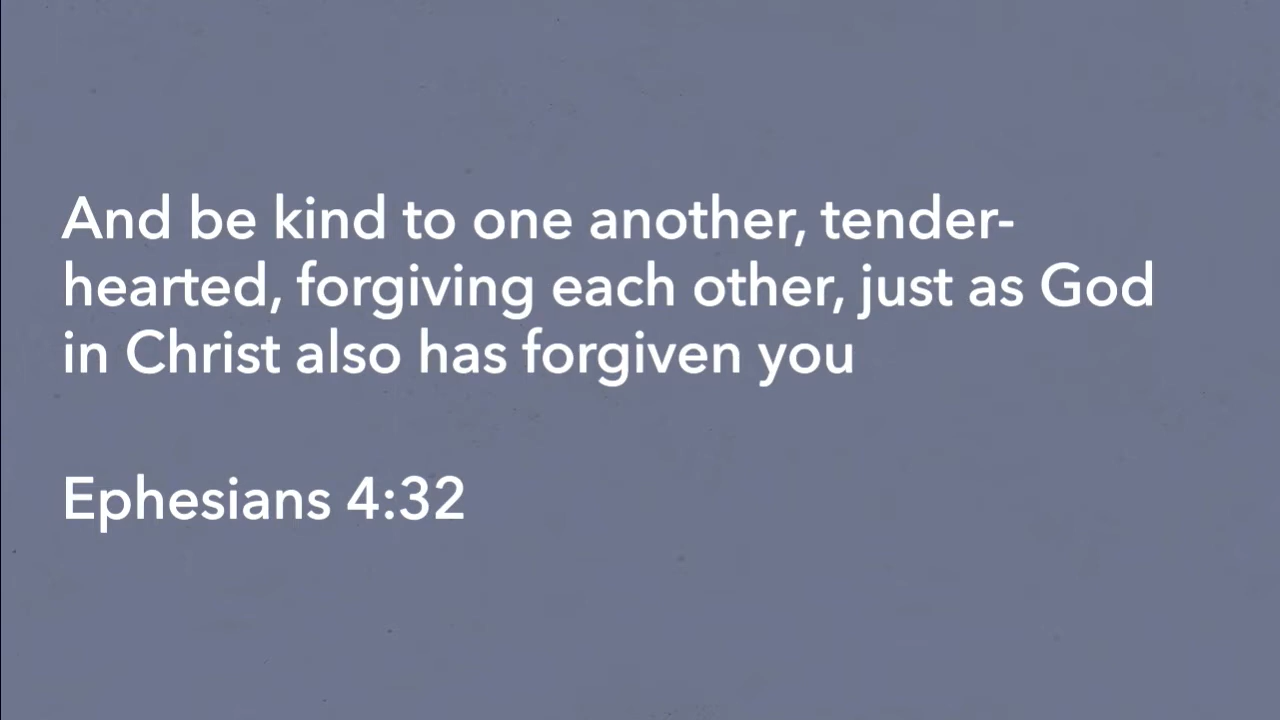 And be kind to one another, tender-
hearted, forgiving each other, just as God
in Christ also has forgiven you
Ephesians 4:32